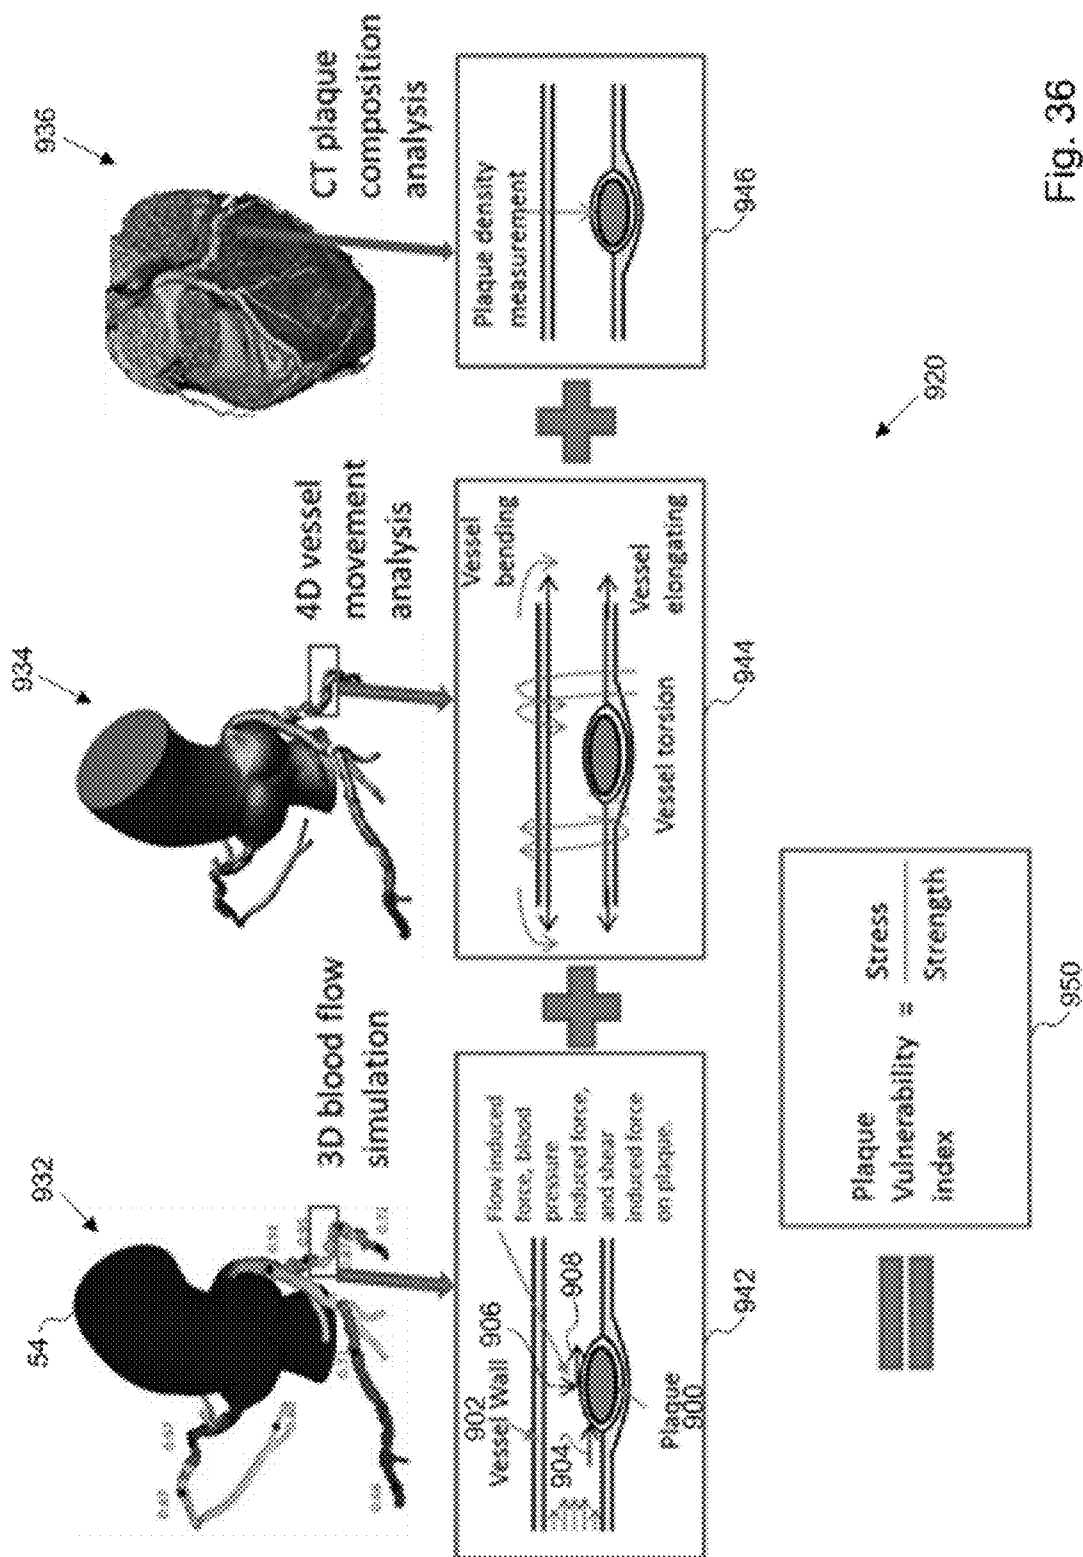 54
932
3D blood flow
simulation
934
4D vessel
movement
analysis
936
CT plaque
composition
analysis
902
Vessel Wall
906
904
908
Flow induced
force, blood
pressure
induced force,
and shear
induced force
on plaque.
Plaque
900
942
Vessel
bending
Vessel torsion
Vessel
elongating
944
Plaque density
measurement
946
920
Plaque
Vulnerability =
index
Stress
Strength
950
Fig. 36